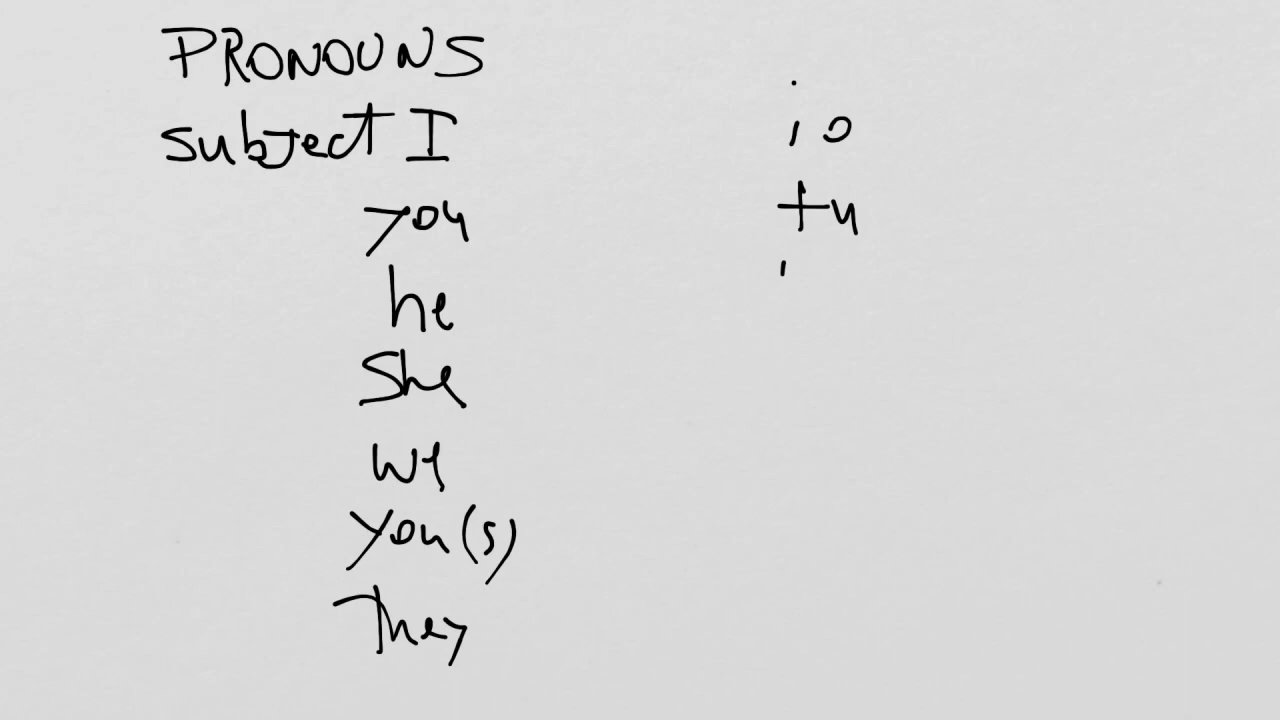 PRONOUNS
subject I io
you tu
he
She
we
you(s)
They